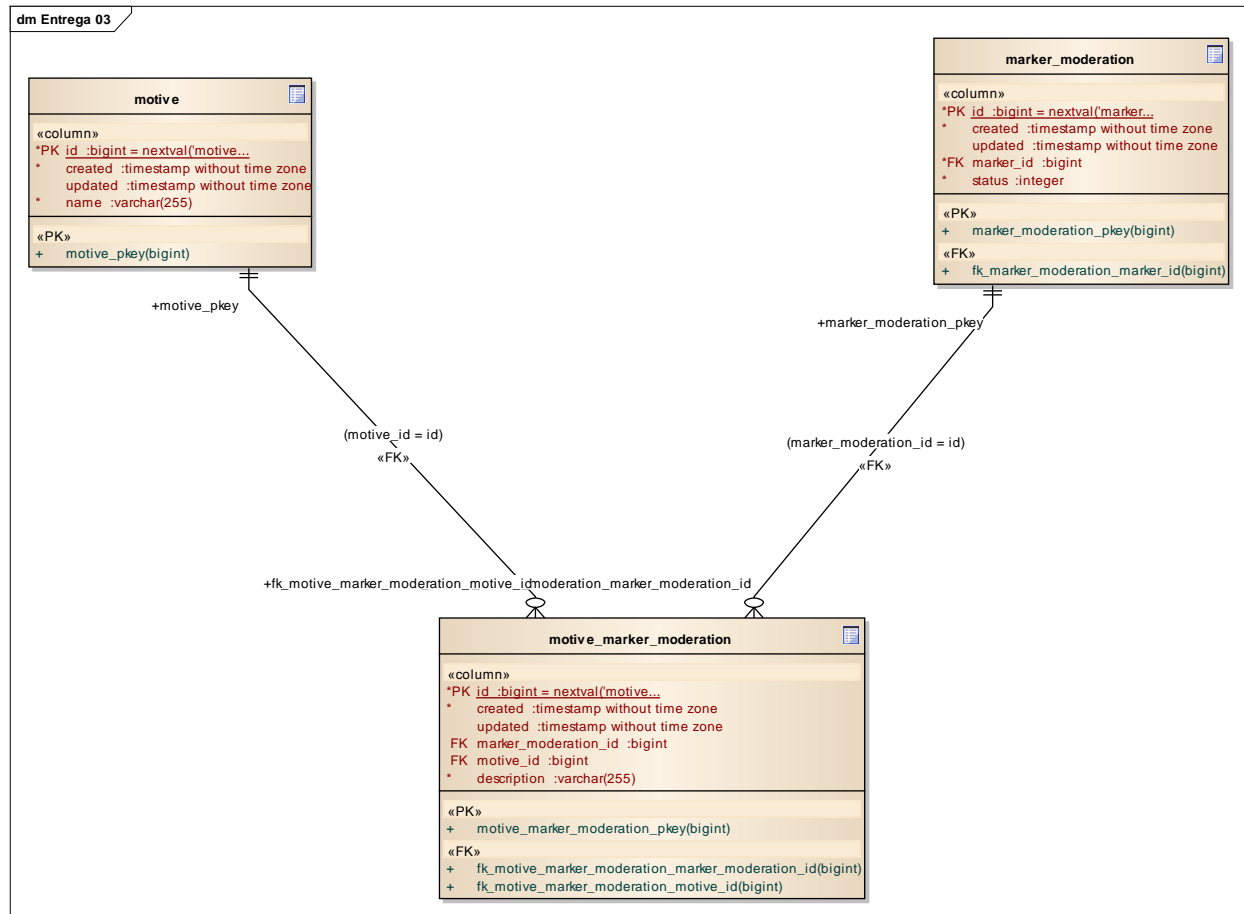 dm Entrega 03
motive
«column»
*PK id :bigint = nextval('motive...
* created :timestamp without time zone
updated :timestamp without time zone
* name :varchar(255)
«PK»
+ motive_pkey(bigint)
marker_moderation
«column»
*PK id :bigint = nextval('marker...
* created :timestamp without time zone
updated :timestamp without time zone
*FK marker_id :bigint
* status :integer
«PK»
+ marker_moderation_pkey(bigint)
«FK»
+ fk_marker_moderation_marker_id(bigint)
+motive_pkey
+marker_moderation_pkey
(motive_id = id)
«FK»
(marker_moderation_id = id)
«FK»
+fk_motive_marker_moderation_motive_idmoderation_marker_moderation_id
motive_marker_moderation
«column»
*PK id :bigint = nextval('motive...
* created :timestamp without time zone
updated :timestamp without time zone
FK marker_moderation_id :bigint
FK motive_id :bigint
* description :varchar(255)
«PK»
+ motive_marker_moderation_pkey(bigint)
«FK»
+ fk_motive_marker_moderation_marker_moderation_id(bigint)
+ fk_motive_marker_moderation_motive_id(bigint)